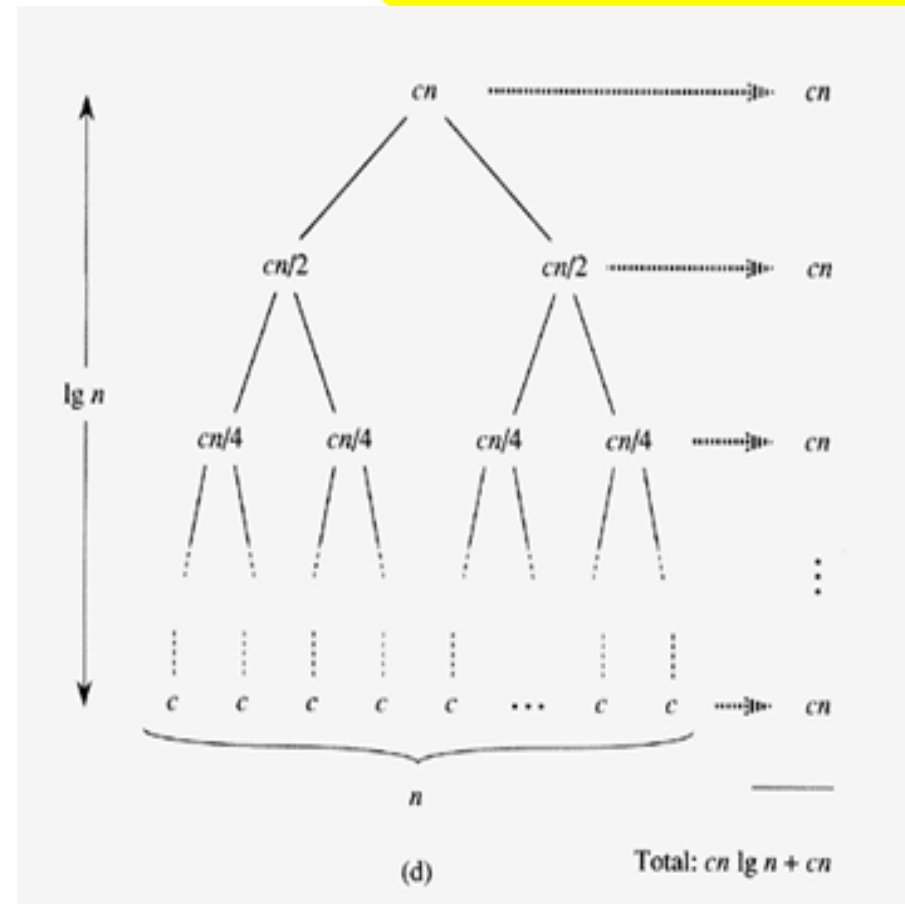 cn cn
cn/2 cn/2 cn
lg n
cn/4 cn/4 cn/4 cn/4 cn
c c c c c ... c c cn
n
(d) Total: cn lg n + cn